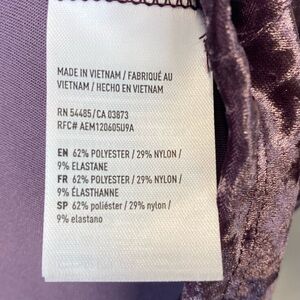 MADE IN VIETNAM / FABRIQUÉ AU
VIETNAM / HECHO EN VIETNAM
RN 54485/CA 03873
RFC# AEM120605U9A
EN 62% POLYESTER / 29% NYLON /
9% ELASTANE
FR 62% POLYESTER / 29% NYLON /
9% ÉLASTHANNE
SP 62% poliéster / 29% nylon /
9% elastano